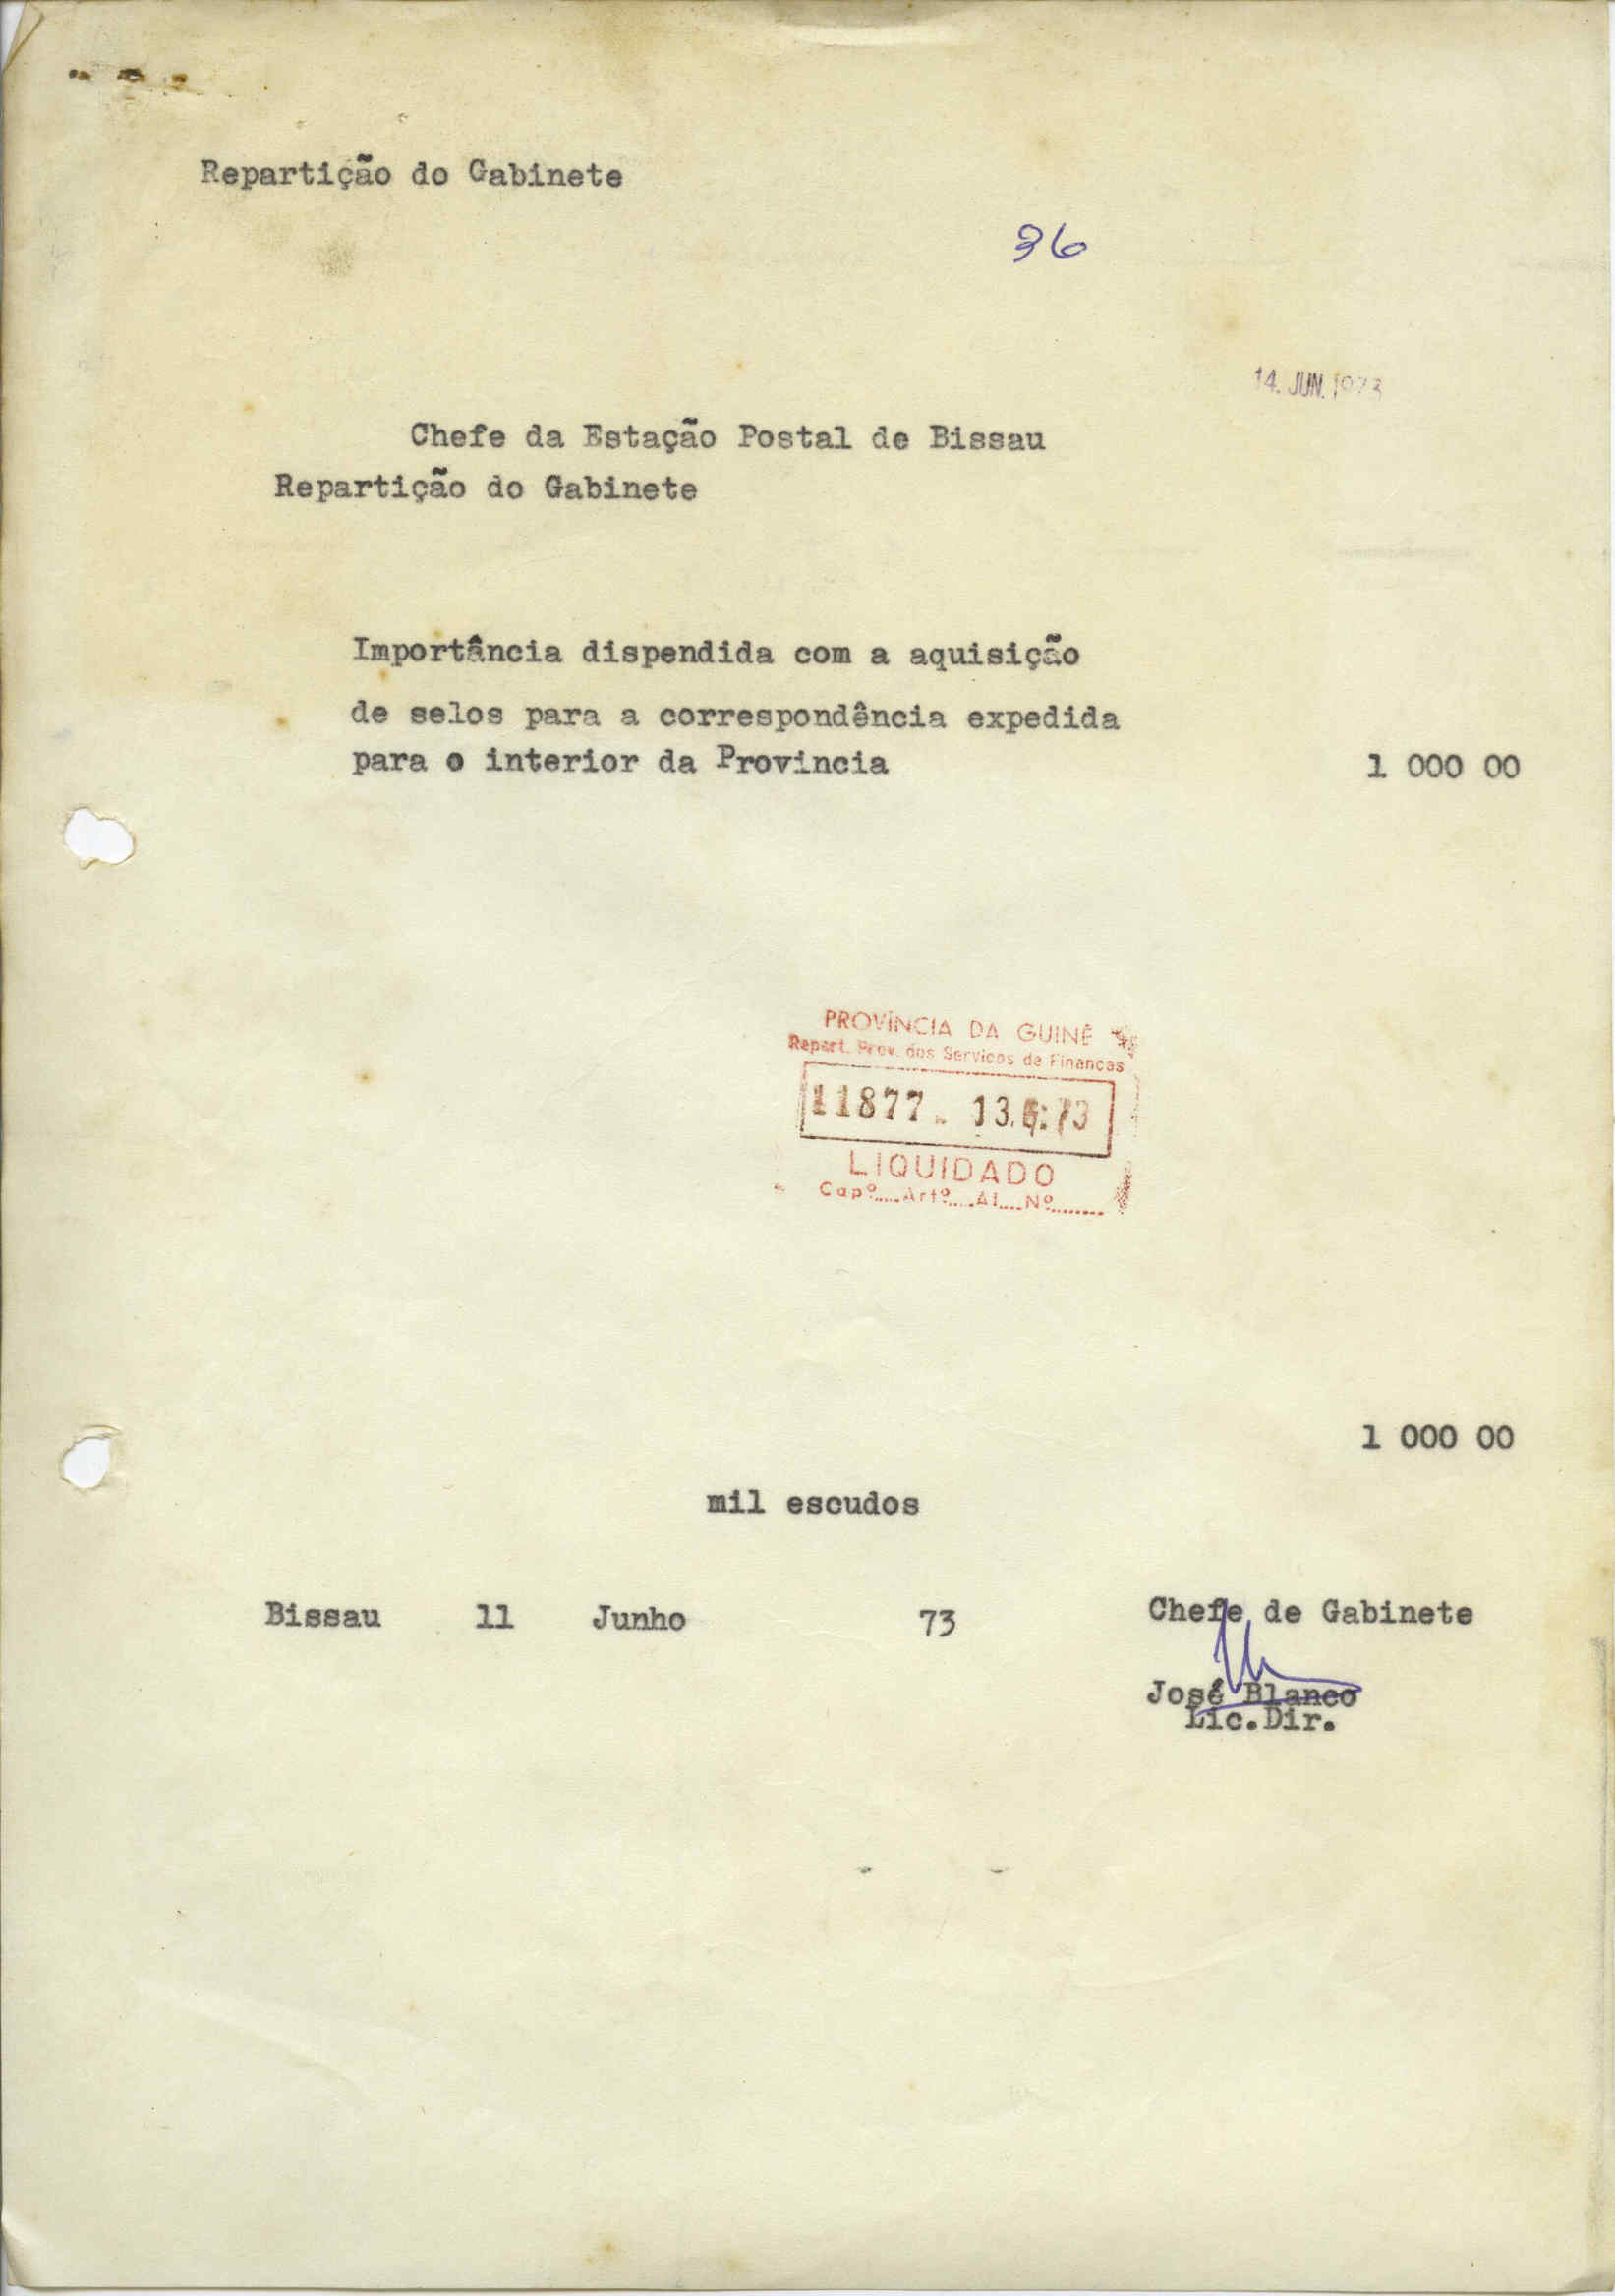 Repartição do Gabinete
36
14. JUN. 1973
Chefe da Estação Postal de Bissau
Repartição do Gabinete
Importância dispendida com a aquisição
de selos para a correspondência expedida
para o interior da Provincia 1 000 00
PROVÍNCIA DA GUINÉ
Repart. Prov. dos Serviços de Finanças
11877 - 13.6.73
LIQUIDADO
Capº.....Artº.....Al.....Nº........
1 000 00
mil escudos
Bissau 11 Junho 73 Chefe de Gabinete
José Blanco
Lic.Dir.